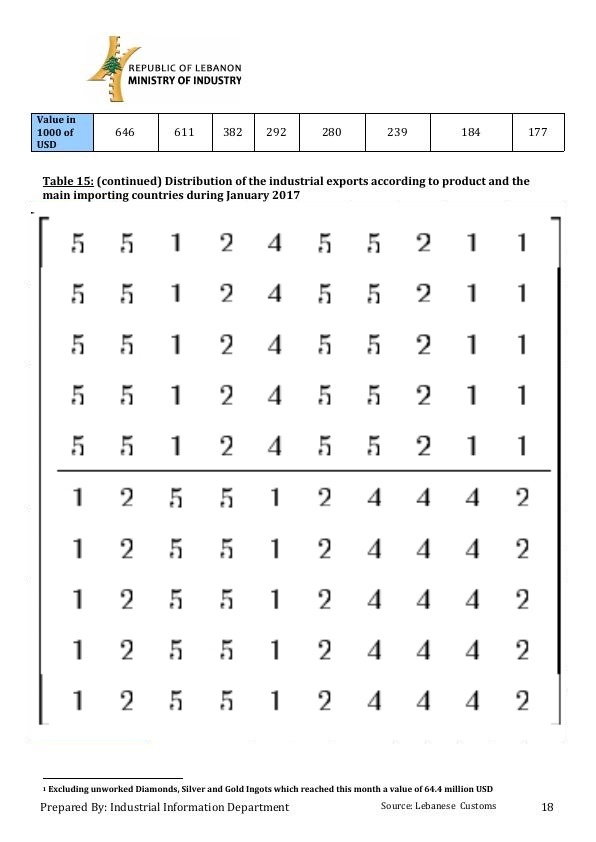 REPUBLIC OF LEBANON
MINISTRY OF INDUSTRY
Value in
1000 of
USD
646 611 382 292 280 239 184 177
Table 15: (continued) Distribution of the industrial exports according to product and the
main importing countries during January 2017
5 5 1 2 4 5 5 2 1 1
5 5 1 2 4 5 5 2 1 1
5 5 1 2 4 5 5 2 1 1
5 5 1 2 4 5 5 2 1 1
5 5 1 2 4 5 5 2 1 1
1 2 5 5 1 2 4 4 4 2
1 2 5 5 1 2 4 4 4 2
1 2 5 5 1 2 4 4 4 2
1 2 5 5 1 2 4 4 4 2
1 2 5 5 1 2 4 4 4 2
1 Excluding unworked Diamonds, Silver and Gold Ingots which reached this month a value of 64.4 million USD
Prepared By: Industrial Information Department Source: Lebanese Customs 18